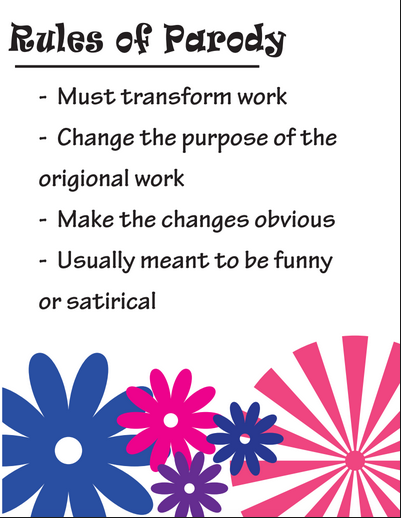 Rules of Parody
- Must transform work
- Change the purpose of the
origional work
- Make the changes obvious
- Usually meant to be funny
or satirical